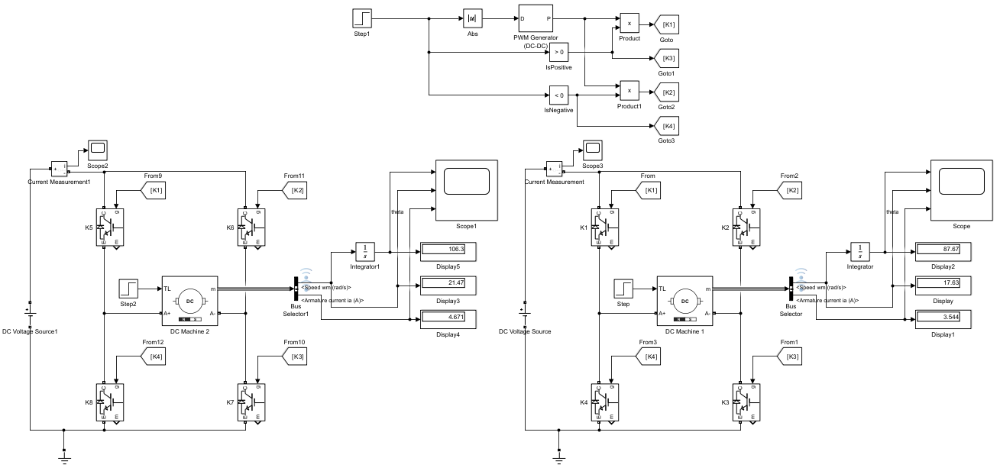 Step1
|u|
Abs
D
P
PWM Generator
(DC-DC)
x
Product
[K1]
Goto
> 0
IsPositive
[K3]
Goto1
< 0
IsNegative
x
Product1
[K2]
Goto2
[K4]
Goto3
Scope2
+
i
-
Current Measurement1
From9
[K1]
From11
[K2]
C
g
E
m
K5
C
g
E
m
K6
theta
Scope1
1
s
Integrator1
106.3
Display5
Step2
TL
m
DC
A+
A-
DC Machine 2
<Speed wm (rad/s)>
<Armature current ia (A)>
Bus
Selector1
21.47
Display3
4.671
Display4
+
DC Voltage Source1
From12
[K4]
From10
[K3]
C
g
E
m
K8
C
g
E
m
K7
Scope3
+
i
-
Current Measurement
From
[K1]
From2
[K2]
C
g
E
m
K1
C
g
E
m
K2
theta
Scope
1
s
Integrator
87.67
Display2
Step
TL
m
DC
A+
A-
DC Machine 1
<Speed wm (rad/s)>
<Armature current ia (A)>
Bus
Selector
17.63
Display
3.544
Display1
+
DC Voltage Source
From3
[K4]
From1
[K3]
C
g
E
m
K4
C
g
E
m
K3